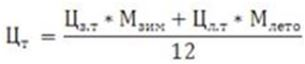 Цт = Цз.т * Мзим + Цл.т * Млето
12